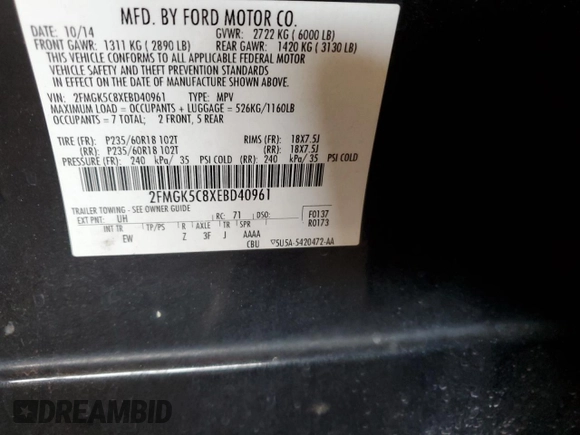 MFD. BY FORD MOTOR CO.
DATE: 10/14 GVWR: 2722 KG ( 6000 LB)
FRONT GAWR: 1311 KG ( 2890 LB) REAR GAWR: 1420 KG ( 3130 LB)
THIS VEHICLE CONFORMS TO ALL APPLICABLE FEDERAL MOTOR
VEHICLE SAFETY AND THEFT PREVENTION STANDARDS
IN EFFECT ON THE DATE OF MANUFACTURE SHOWN ABOVE.
VIN: 2FMGK5C8XEBD40961 TYPE: MPV
MAXIMUM LOAD = OCCUPANTS + LUGGAGE = 526KG/1160LB
OCCUPANTS = 7 TOTAL; 2 FRONT, 5 REAR
TIRE (FR): P235/60R18 102T RIMS (FR): 18X7.5J
(RR): P235/60R18 102T (RR): 18X7.5J
PRESSURE (FR): 240 kPa/ 35 PSI COLD (RR): 240 kPa/ 35 PSI COLD
2FMGK5C8XEBD40961
TRAILER TOWING - SEE OWNER GUIDE
EXT PNT: UH RC: 71 DSO: F0137
R0173
INT TR TP/PS R AXLE TR SPR
EW Z 3F J AAAA
CBU ▽5U5A-5420472-AA
DREAMBID